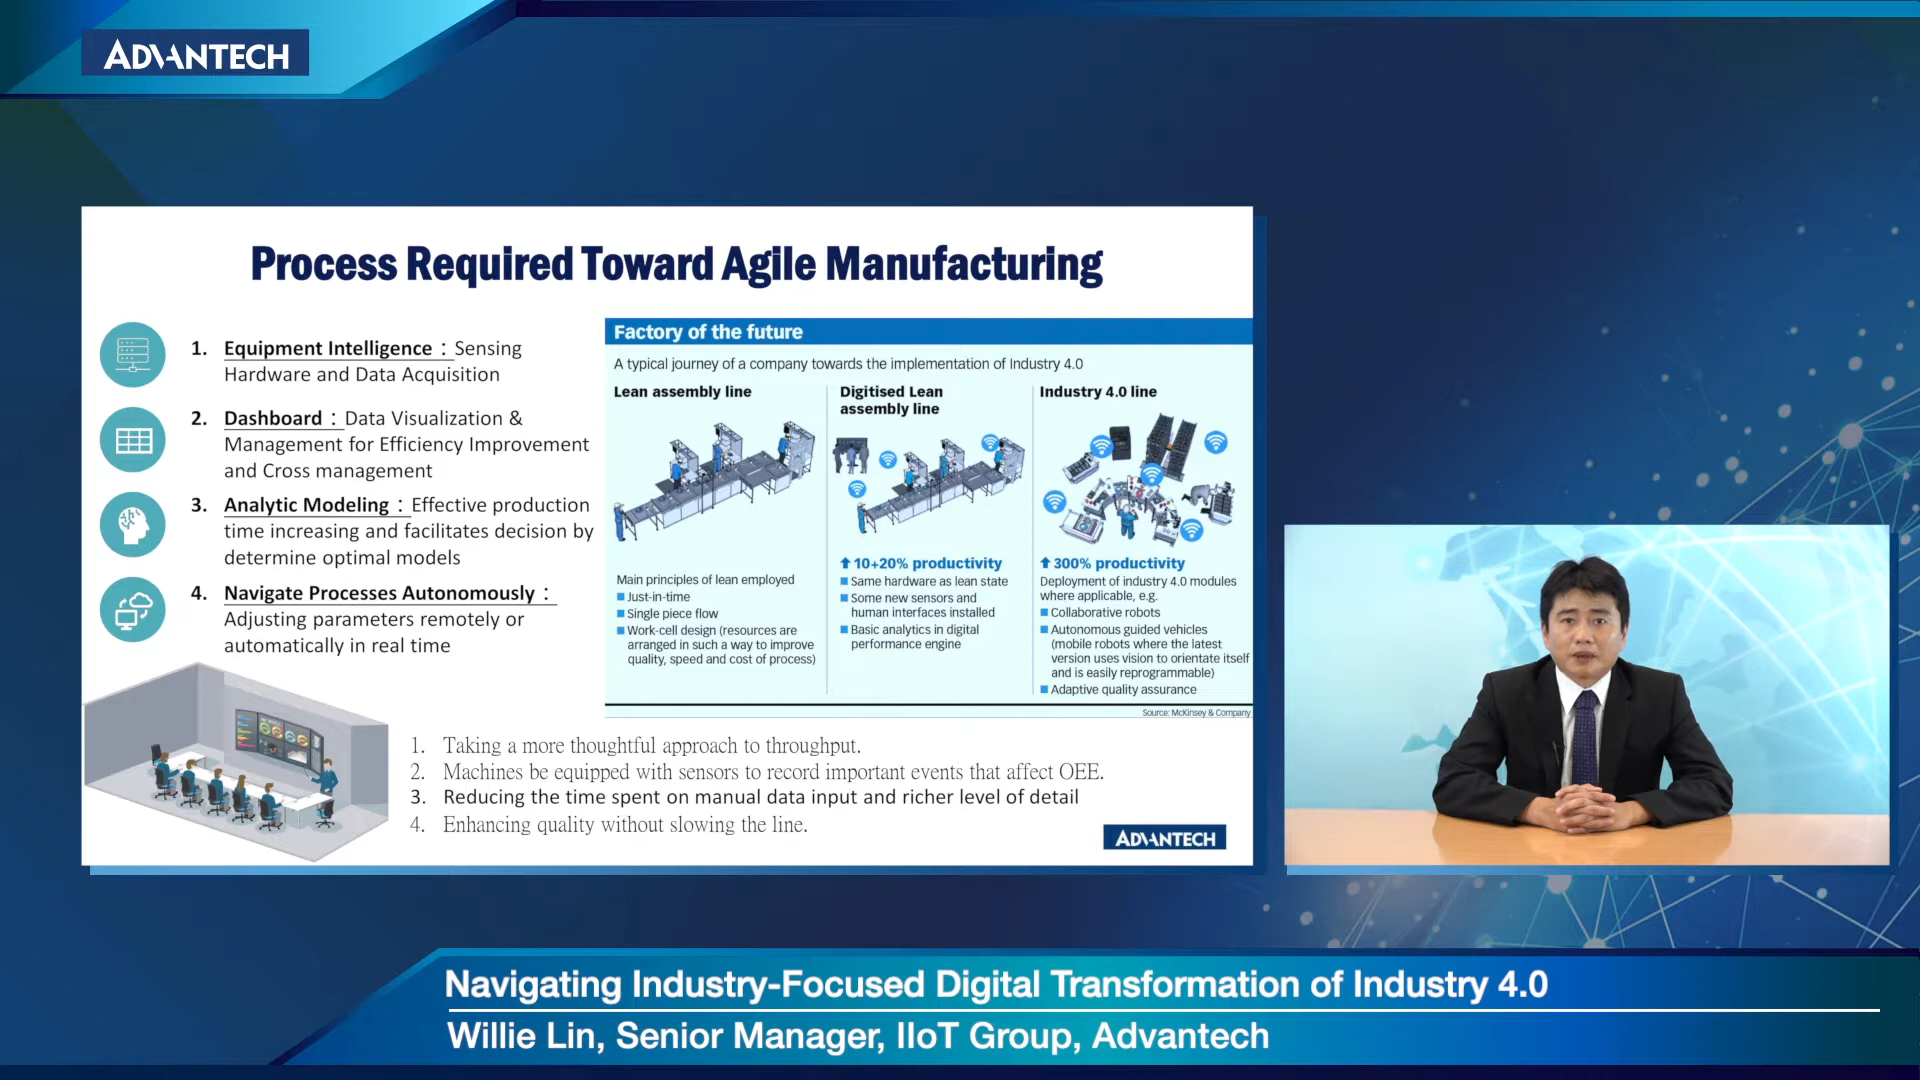 ADVANTECH
Process Required Toward Agile Manufacturing
1. Equipment Intelligence：Sensing
Hardware and Data Acquisition
2. Dashboard：Data Visualization &
Management for Efficiency Improvement
and Cross management
3. Analytic Modeling：Effective production
time increasing and facilitates decision by
determine optimal models
4. Navigate Processes Autonomously：
Adjusting parameters remotely or
automatically in real time
Factory of the future
A typical journey of a company towards the implementation of Industry 4.0
Lean assembly line
Main principles of lean employed
Just-in-time
Single piece flow
Work-cell design (resources are
arranged in such a way to improve
quality, speed and cost of process)
Digitised Lean
assembly line
10+20% productivity
Same hardware as lean state
Some new sensors and
human interfaces installed
Basic analytics in digital
performance engine
Industry 4.0 line
300% productivity
Deployment of industry 4.0 modules
where applicable, e.g.
Collaborative robots
Autonomous guided vehicles
(mobile robots where the latest
version uses vision to orientate itself
and is easily reprogrammable)
Adaptive quality assurance
Source: McKinsey & Company
1. Taking a more thoughtful approach to throughput.
2. Machines be equipped with sensors to record important events that affect OEE.
3. Reducing the time spent on manual data input and richer level of detail
4. Enhancing quality without slowing the line.
ADVANTECH
Navigating Industry-Focused Digital Transformation of Industry 4.0
Willie Lin, Senior Manager, IIoT Group, Advantech